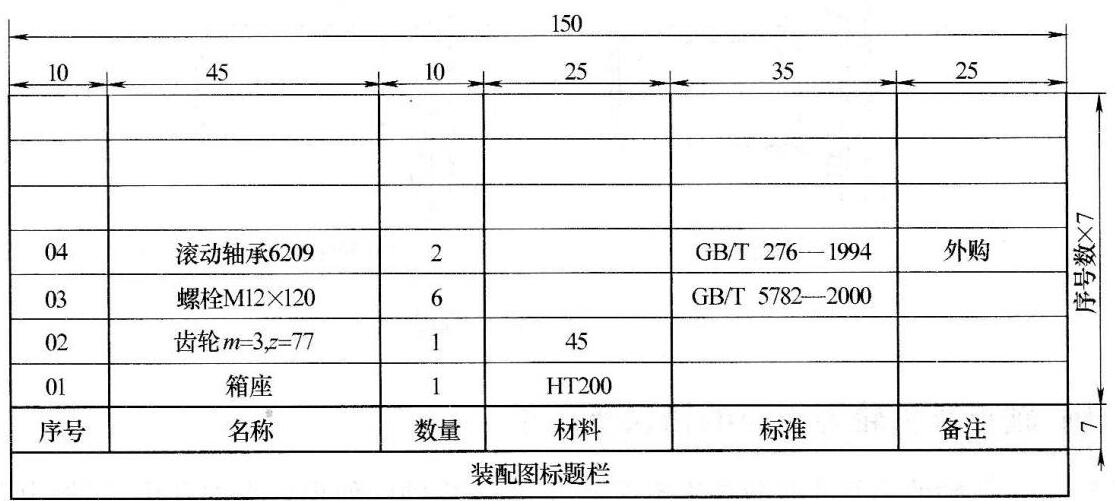 150
10 45 10 25 35 25
04 滚动轴承6209 2 GB/T 276—1994 外购
03 螺栓M12×120 6 GB/T 5782—2000
02 齿轮m=3,z=77 1 45
01 箱座 1 HT200
序号 名称 数量 材料 标准 备注
装配图标题栏
序号数×7
7